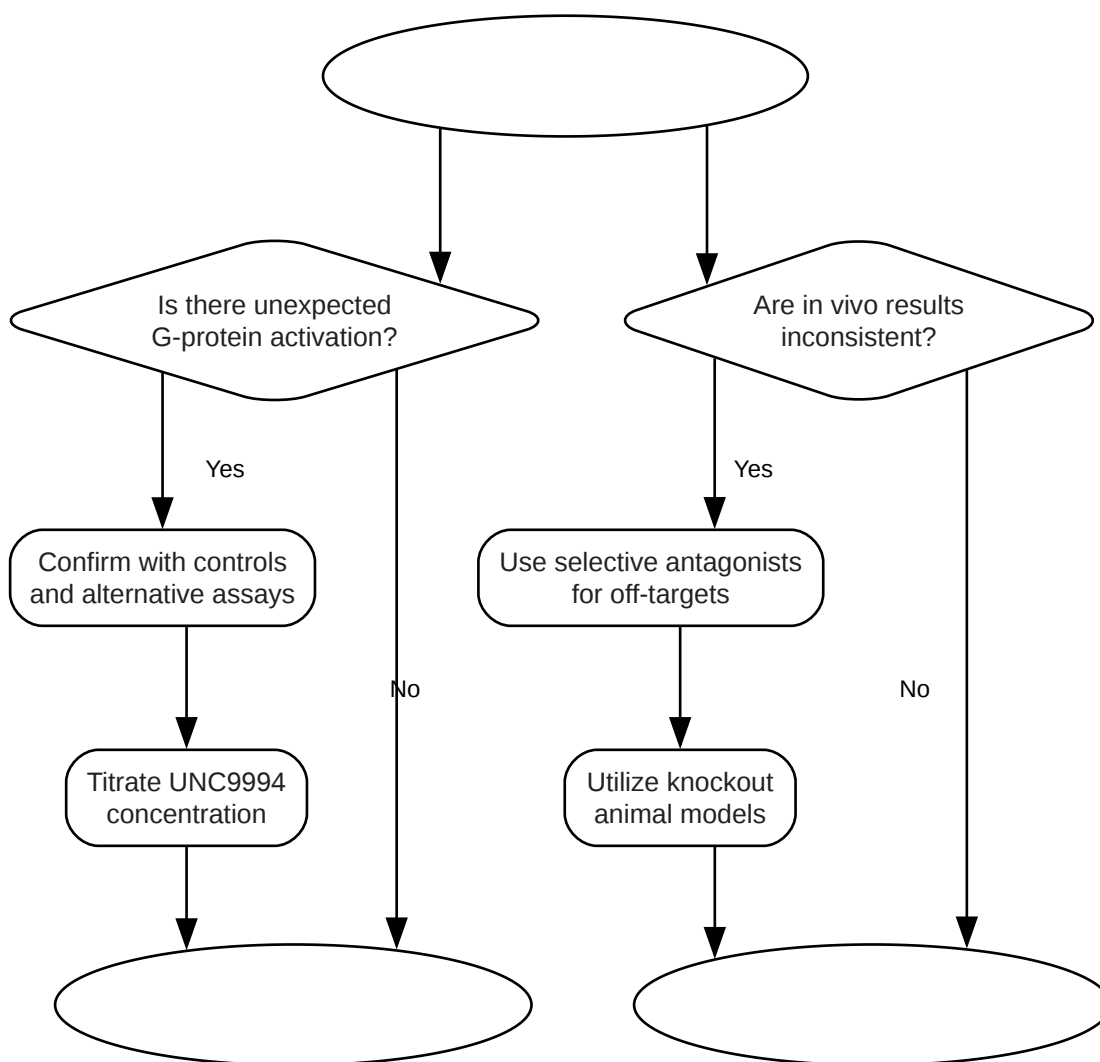 Is there unexpected
G-protein activation?
Are in vivo results
inconsistent?
Yes
Yes
Confirm with controls
and alternative assays
Use selective antagonists
for off-targets
No
No
Titrate UNC9994
concentration
Utilize knockout
animal models